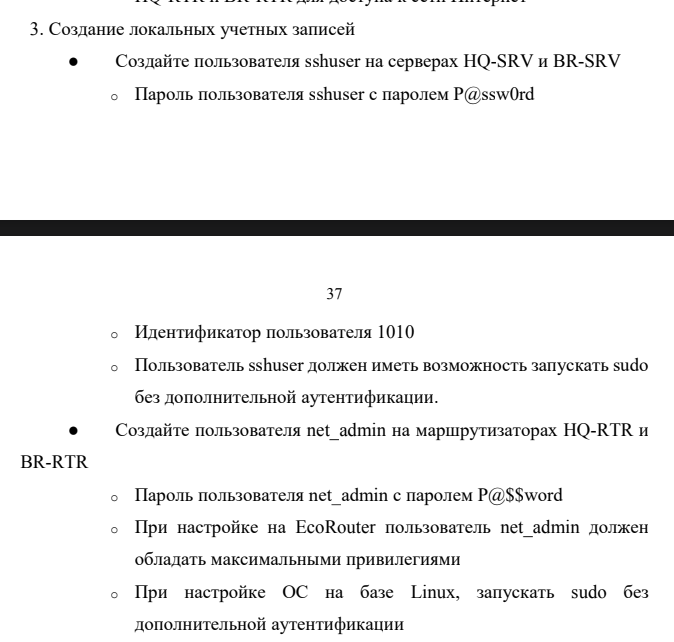 HQ-RTR и BR-RTR для доступа к сети Интернет
3. Создание локальных учетных записей
● Создайте пользователя sshuser на серверах HQ-SRV и BR-SRV
○ Пароль пользователя sshuser с паролем P@ssw0rd
37
○ Идентификатор пользователя 1010
○ Пользователь sshuser должен иметь возможность запускать sudo
без дополнительной аутентификации.
● Создайте пользователя net_admin на маршрутизаторах HQ-RTR и
BR-RTR
○ Пароль пользователя net_admin с паролем P@$$word
○ При настройке на EcoRouter пользователь net_admin должен
обладать максимальными привилегиями
○ При настройке ОС на базе Linux, запускать sudo без
дополнительной аутентификации